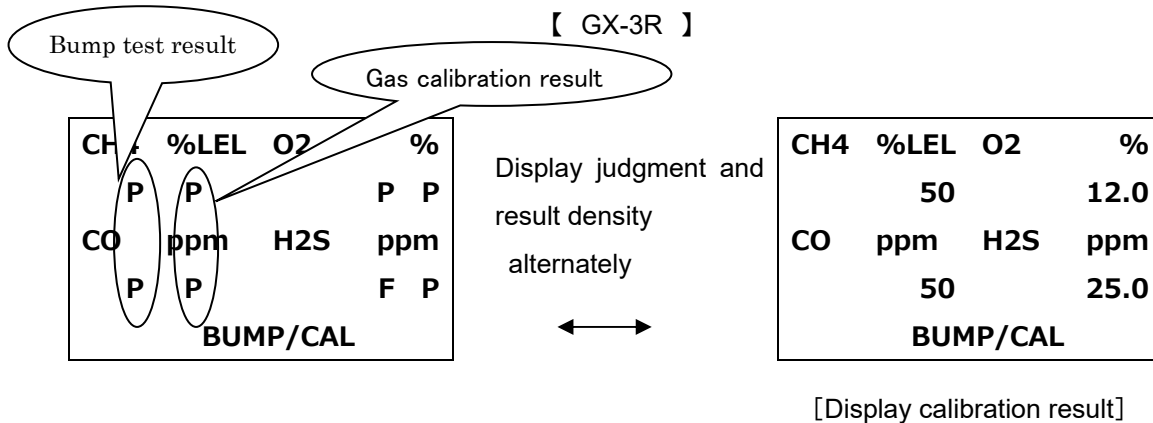 【 GX-3R 】
Bump test result
Gas calibration result
CH4 %LEL O2 %
P P P P
CO ppm H2S ppm
P P F P
BUMP/CAL
Display judgment and
result density
alternately
CH4 %LEL O2 %
50 12.0
CO ppm H2S ppm
50 25.0
BUMP/CAL
[Display calibration result]